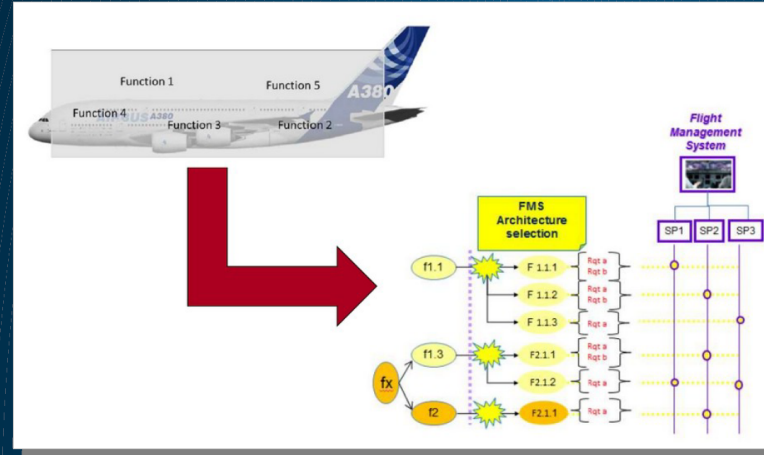 Function 1
Function 5
A380
Function 4
AIRBUS A380
Function 3
Function 2
Flight
Management
System
FMS
Architecture
selection
SP1
SP2
SP3
f1.1
F 1.1.1
Rqt a
Rqt b
F 1.1.2
Rqt a
Rqt b
F 1.1.3
Rqt a
f1.3
F2.1.1
Rqt a
Rqt b
fx
F2.1.2
Rqt a
f2
F2.1.1
Rqt a